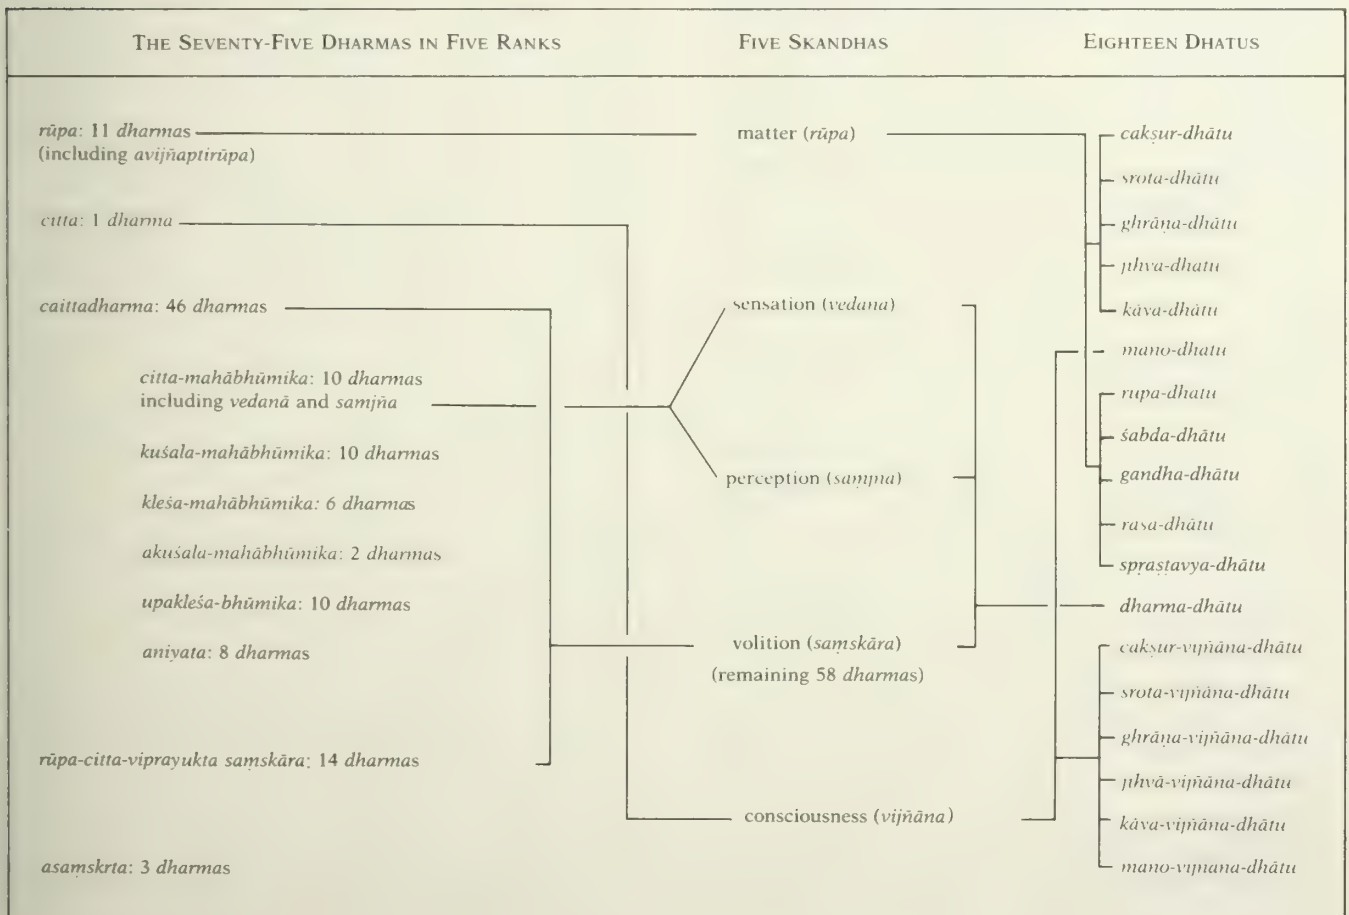 THE SEVENTY-FIVE DHARMAS IN FIVE RANKS
FIVE SKANDHAS
EIGHTEEN DHATUS
rūpa: 11 dharmas
(including avijñaptirūpa)
citta: 1 dharma
caittadharma: 46 dharmas
citta-mahābhūmika: 10 dharmas
including vedanā and samjña
kuśala-mahābhūmika: 10 dharmas
kleśa-mahābhūmika: 6 dharmas
akuśala-mahābhūmika: 2 dharmas
upakleśa-bhūmika: 10 dharmas
aniyata: 8 dharmas
rūpa-citta-viprayukta saṃskāra: 14 dharmas
asaṃskrta: 3 dharmas
matter (rūpa)
sensation (vedana)
perception (saṃjna)
volition (saṃskāra)
(remaining 58 dharmas)
consciousness (vijñāna)
cakṣur-dhātu
srota-dhātu
ghrāṇa-dhātu
jihva-dhatu
kāya-dhātu
mano-dhatu
rupa-dhatu
śabda-dhātu
gandha-dhātu
rasa-dhātu
spraṣṭavya-dhātu
dharma-dhātu
cakṣur-vijñāna-dhātu
srota-vijñāna-dhātu
ghrāṇa-vijñāna-dhātu
jihvā-vijñāna-dhātu
kāya-vijñāna-dhātu
mano-vijnana-dhātu